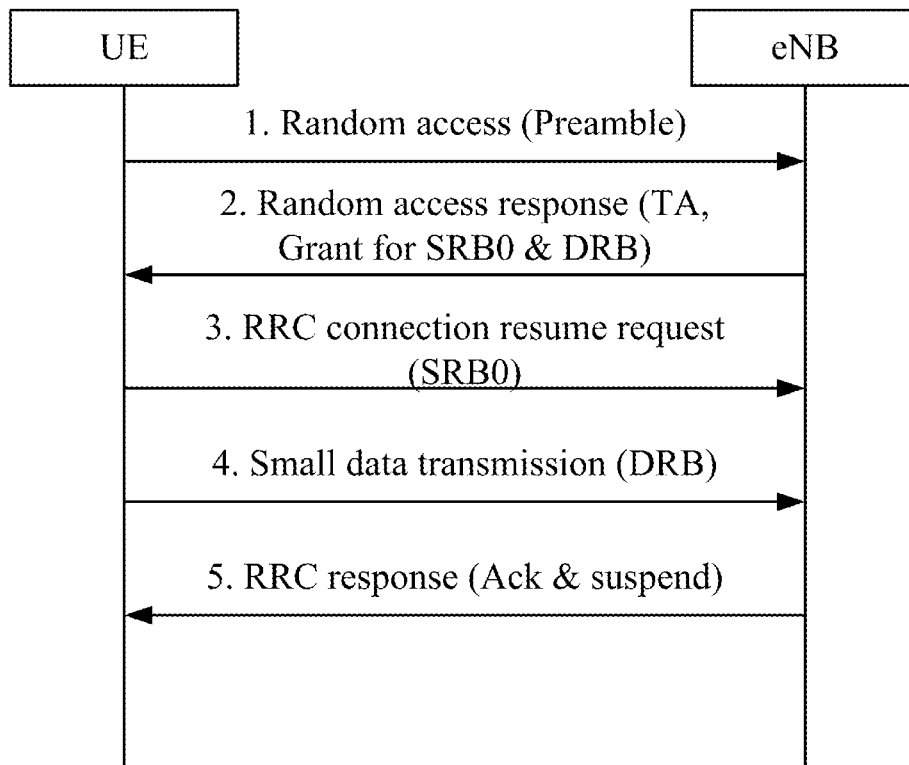 UE
eNB
1. Random access (Preamble)
2. Random access response (TA,
Grant for SRB0 & DRB)
3. RRC connection resume request
(SRB0)
4. Small data transmission (DRB)
5. RRC response (Ack & suspend)